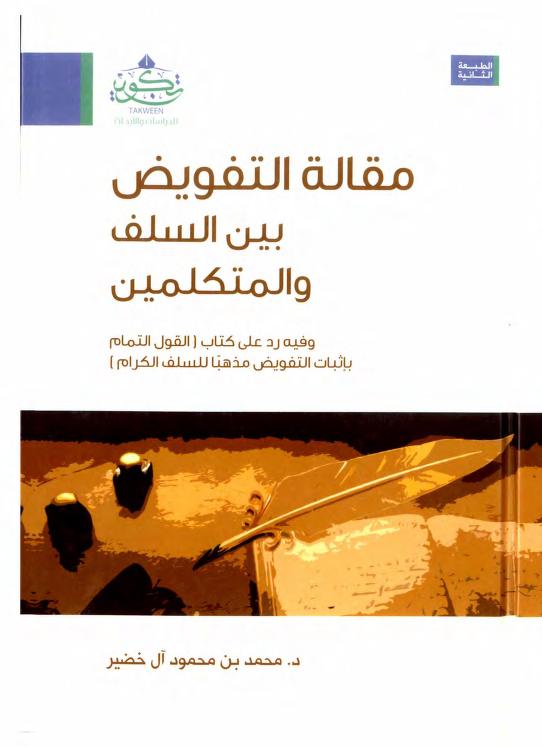 الطبعة
الثانية
تكوين
TAKWEEN
للدراسات والأبحاث
مقالة التفويض
بين السلف
والمتكلمين
وفيه رد على كتاب ( القول التمام
بإثبات التفويض مذهبًا للسلف الكرام )
د. محمد بن محمود آل خضير